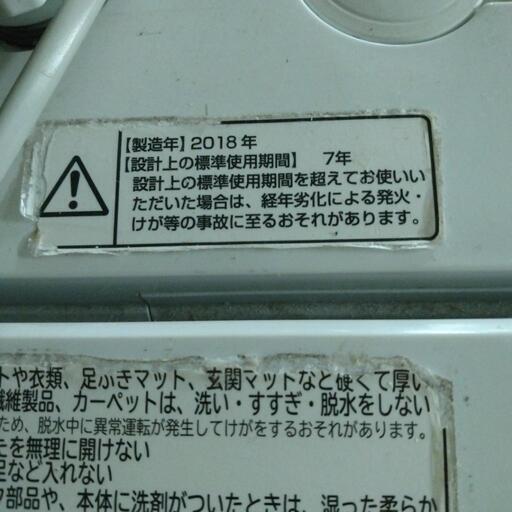 【製造年】2018年
【設計上の標準使用期間】 7年
設計上の標準使用期間を超えてお使いい
ただいた場合は、経年劣化による発火・
けが等の事故に至るおそれがあります。
トや衣類、足ふきマット、玄関マットなど硬くて厚い
繊維製品、カーペットは、洗い・すすぎ・脱水をしない
ため、脱水中に異常運転が発生してけがをするおそれがあります。
を無理に開けない
足など入れない
部品や、本体に洗剤がついたときは、湿った柔らか